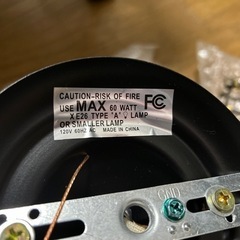 CAUTION-RISK OF FIRE
USE MAX 60 WATT
X E26 TYPE "A", LAMP
OR SMALLER LAMP
120V 60HZ AC MADE IN CHINA
FC
GND